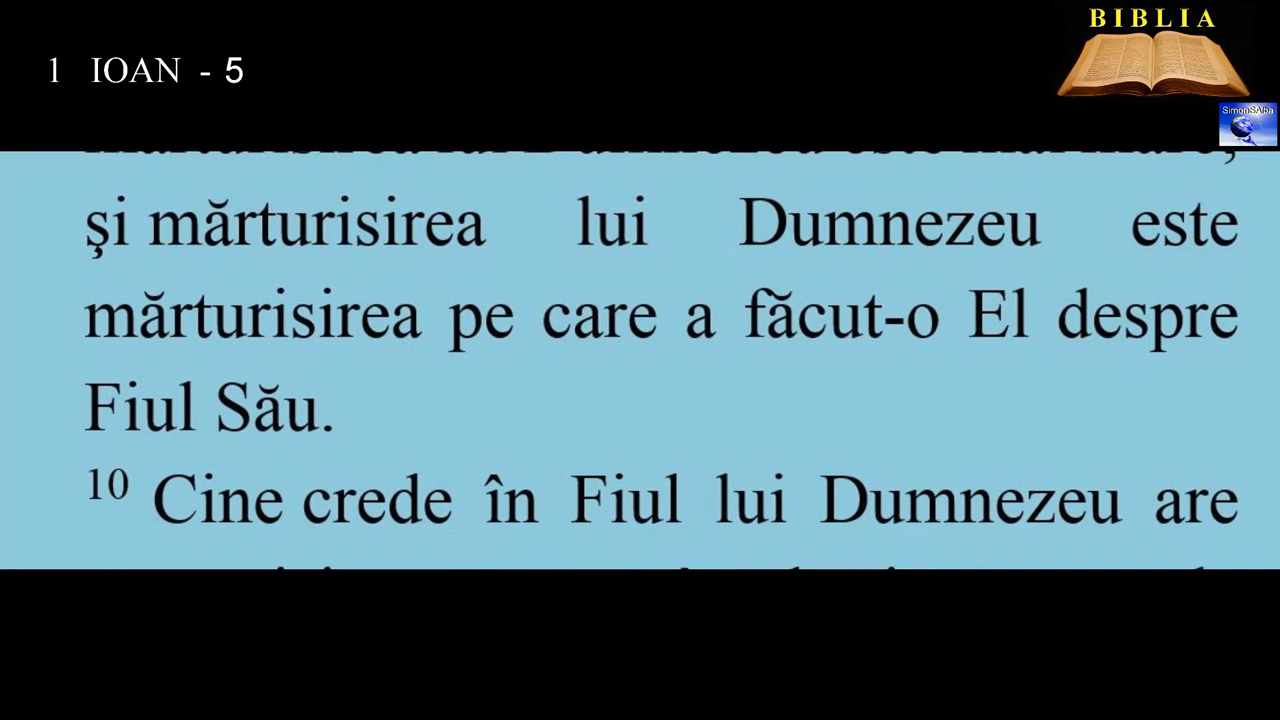 BIBLIA
1 IOAN - 5
SimonSAlba
şi mărturisirea lui Dumnezeu este
mărturisirea pe care a făcut-o El despre
Fiul Său.
10 Cine crede în Fiul lui Dumnezeu are